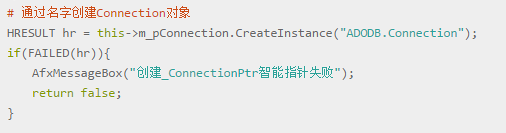 # 通过名字创建Connection对象
HRESULT hr = this->m_pConnection.CreateInstance("ADODB.Connection");
if(FAILED(hr)){
    AfxMessageBox("创建_ConnectionPtr智能指针失败");
    return false;
}